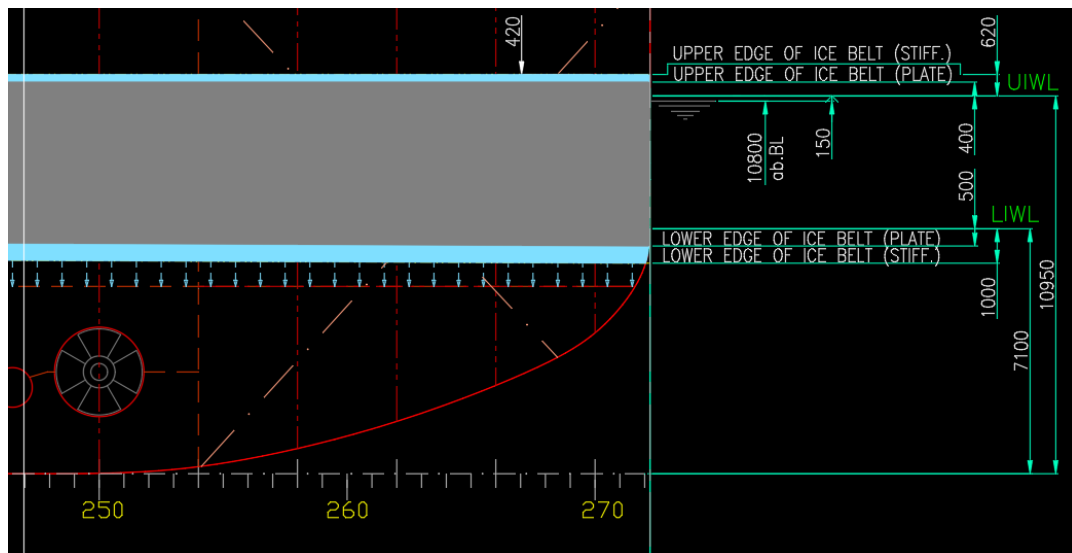 420
620
UPPER EDGE OF ICE BELT (STIFF.)
UPPER EDGE OF ICE BELT (PLATE)
UIWL
10800
ab.BL
150
400
500
LIWL
LOWER EDGE OF ICE BELT (PLATE)
LOWER EDGE OF ICE BELT (STIFF.)
1000
7100
10950
250
260
270